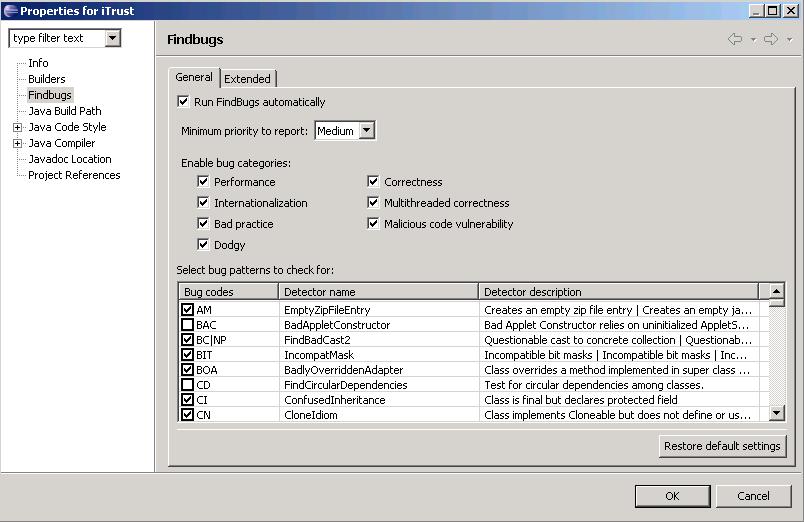 Properties for iTrust
type filter text
Info
Builders
Findbugs
Java Build Path
Java Code Style
Java Compiler
Javadoc Location
Project References
Findbugs
General Extended
Run FindBugs automatically
Minimum priority to report: Medium
Enable bug categories:
Performance Correctness
Internationalization Multithreaded correctness
Bad practice Malicious code vulnerability
Dodgy
Select bug patterns to check for:
Bug codes Detector name Detector description
AM EmptyZipFileEntry Creates an empty zip file entry | Creates an empty ja...
BAC BadAppletConstructor Bad Applet Constructor relies on uninitialized AppletS...
BC|NP FindBadCast2 Questionable cast to concrete collection | Questionab...
BIT IncompatMask Incompatible bit masks | Incompatible bit masks | Inc...
BOA BadlyOverriddenAdapter Class overrides a method implemented in super class ...
CD FindCircularDependencies Test for circular dependencies among classes.
CI ConfusedInheritance Class is final but declares protected field
CN CloneIdiom Class implements Cloneable but does not define or us...
Restore default settings
OK Cancel